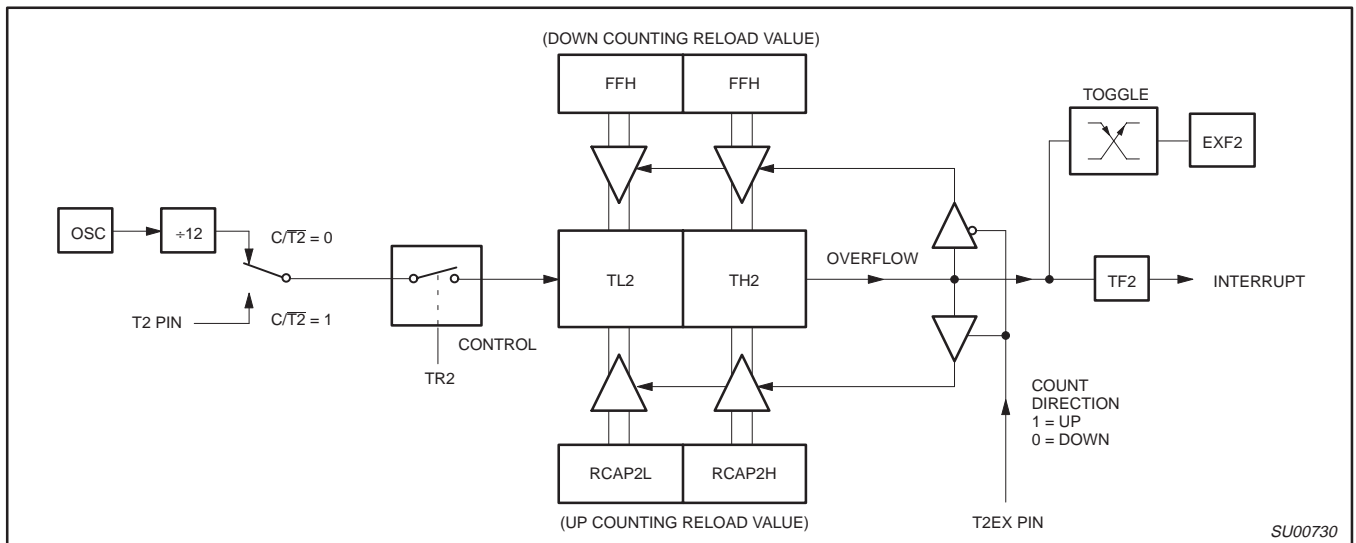 (DOWN COUNTING RELOAD VALUE)
FFH
FFH
TOGGLE
EXF2
OSC
÷12
C/T2 = 0
TL2
TH2
OVERFLOW
TF2
INTERRUPT
T2 PIN
C/T2 = 1
CONTROL
TR2
COUNT
DIRECTION
1 = UP
0 = DOWN
RCAP2L
RCAP2H
(UP COUNTING RELOAD VALUE)
T2EX PIN
SU00730